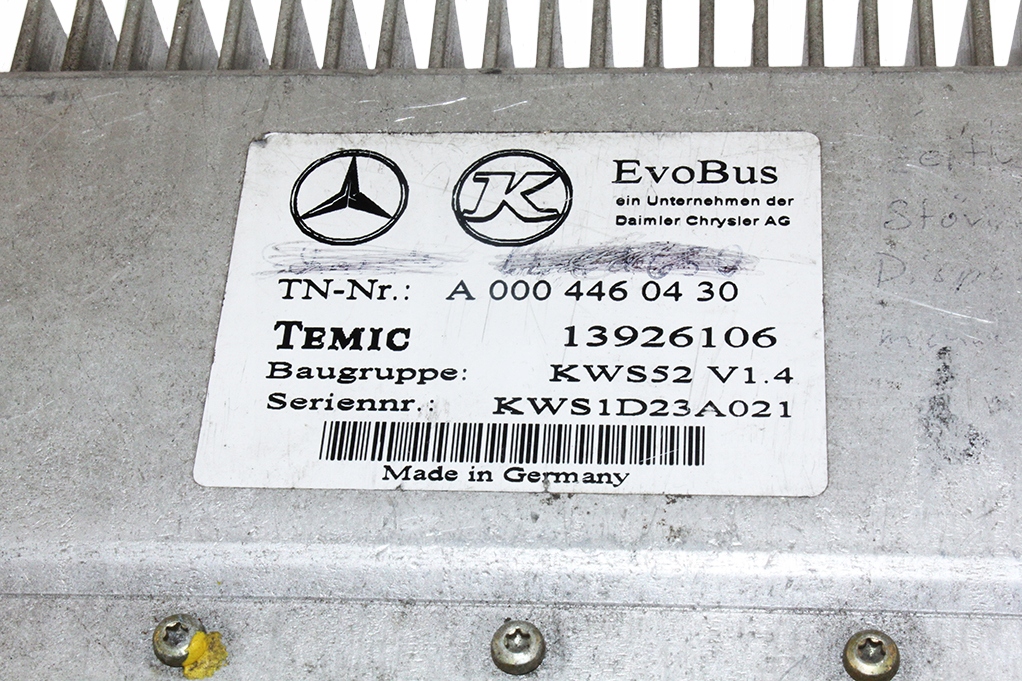 K
EvoBus
ein Unternehmen der
Daimler Chrysler AG
TN-Nr.: A 000 446 04 30
TEMIC 13926106
Baugruppe: KWS52 V1.4
Seriennr.: KWS1D23A021
Made in Germany